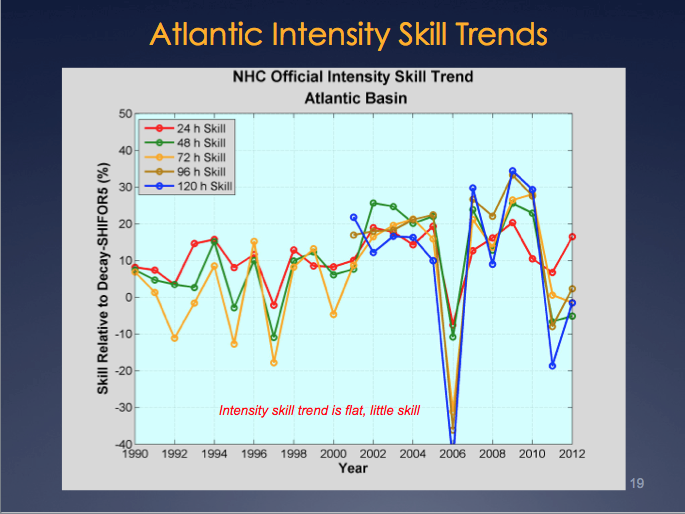 Atlantic Intensity Skill Trends
NHC Official Intensity Skill Trend
Atlantic Basin
Skill Relative to Decay-SHIFOR5 (%)
50
40
30
20
10
0
-10
-20
-30
-40
24 h Skill
48 h Skill
72 h Skill
96 h Skill
120 h Skill
Intensity skill trend is flat, little skill
1990 1992 1994 1996 1998 2000 2002 2004 2006 2008 2010 2012
Year
19